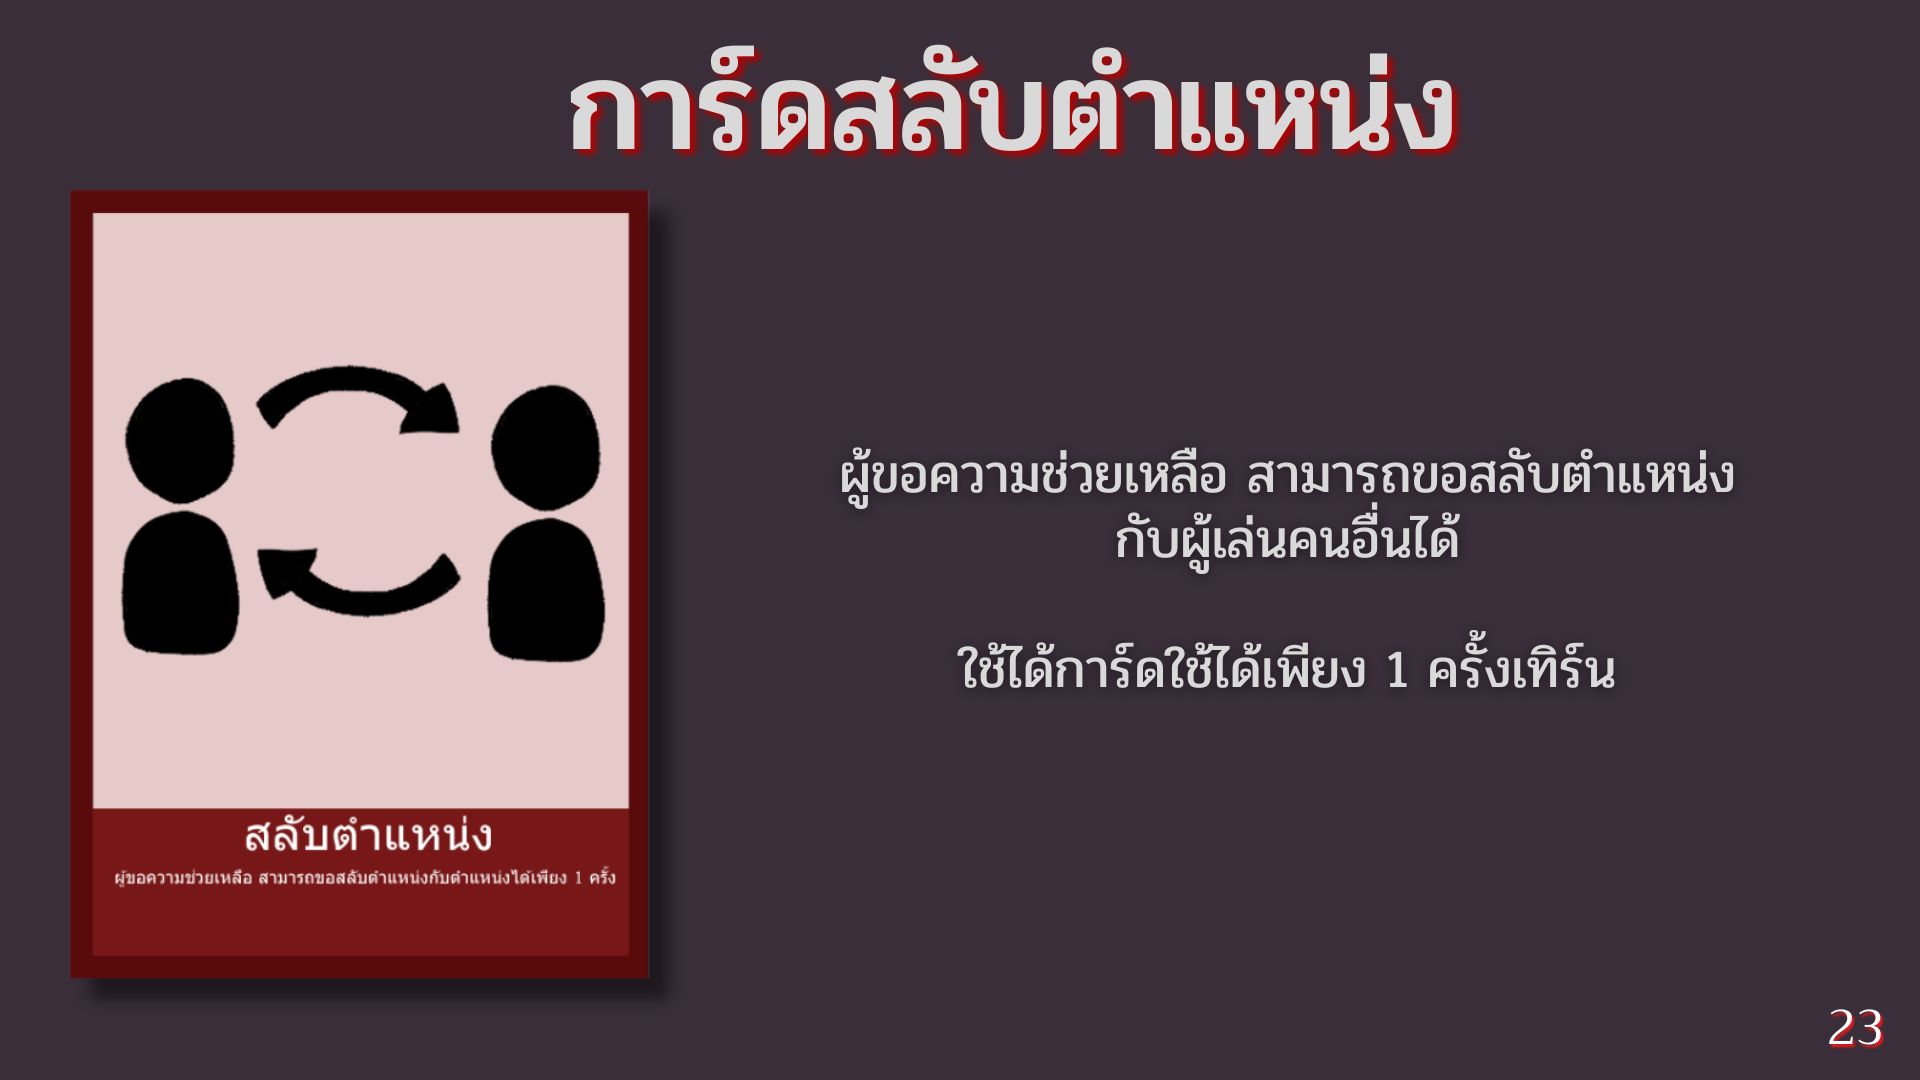 การ์ดสลับตำแหน่ง
ผู้ขอความช่วยเหลือ สามารถขอสลับตำแหน่ง
กับผู้เล่นคนอื่นได้
ใช้ได้การ์ดใช้ได้เพียง 1 ครั้งเทิร์น
สลับตำแหน่ง
ผู้ขอความช่วยเหลือ สามารถขอสลับตำแหน่งกับตำแหน่งได้เพียง 1 ครั้ง
23